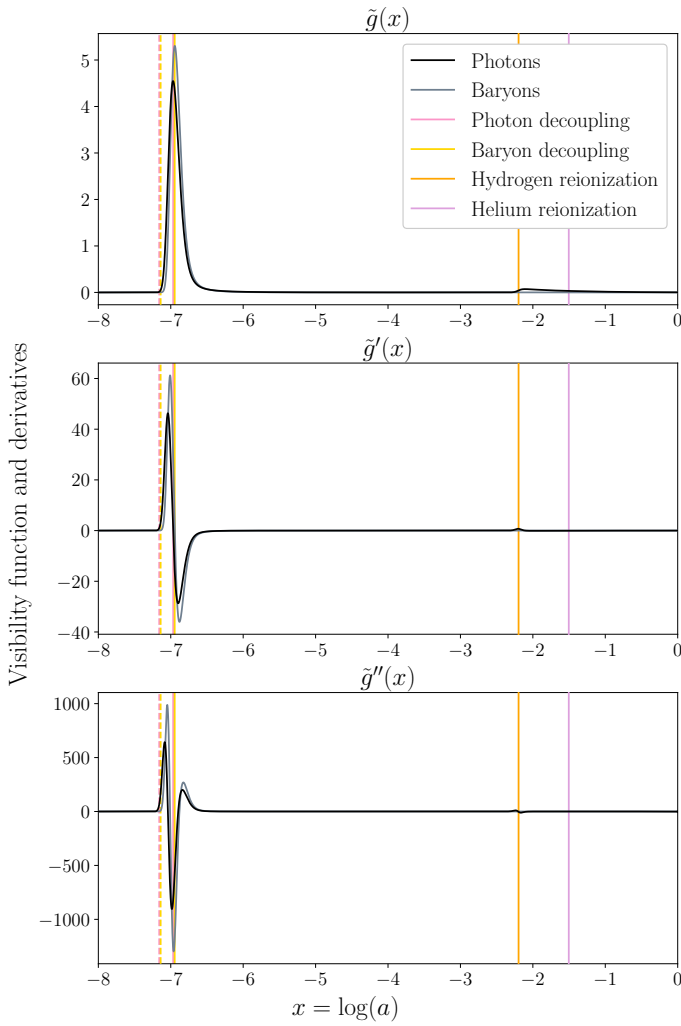 g̃(x)
5
4
3
2
1
0
Photons
Baryons
Photon decoupling
Baryon decoupling
Hydrogen reionization
Helium reionization
−8 −7 −6 −5 −4 −3 −2 −1 0
Visibility function and derivatives
g̃′(x)
60
40
20
0
−20
−40
−8 −7 −6 −5 −4 −3 −2 −1 0
g̃′′(x)
1000
500
0
−500
−1000
−8 −7 −6 −5 −4 −3 −2 −1 0
x = log(a)